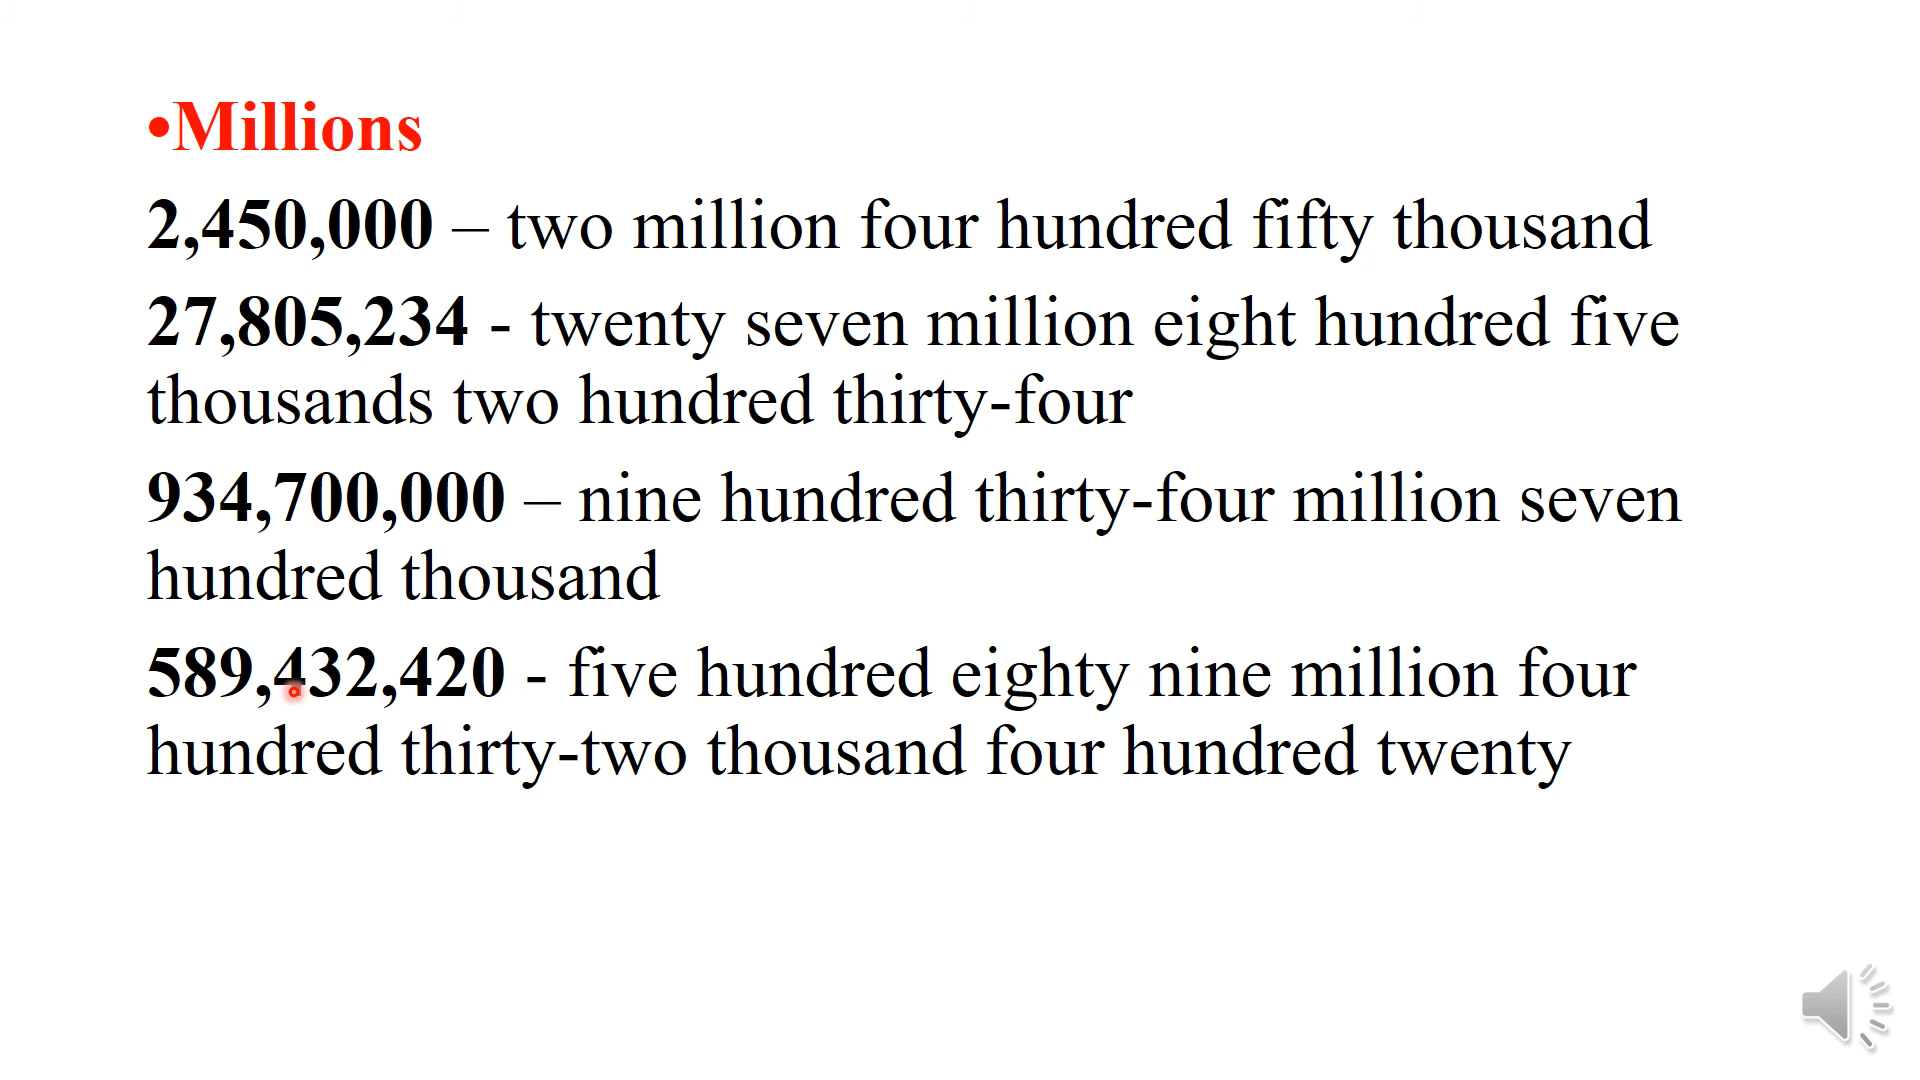 •Millions
2,450,000 – two million four hundred fifty thousand
27,805,234 - twenty seven million eight hundred five
thousands two hundred thirty-four
934,700,000 – nine hundred thirty-four million seven
hundred thousand
589,432,420 - five hundred eighty nine million four
hundred thirty-two thousand four hundred twenty